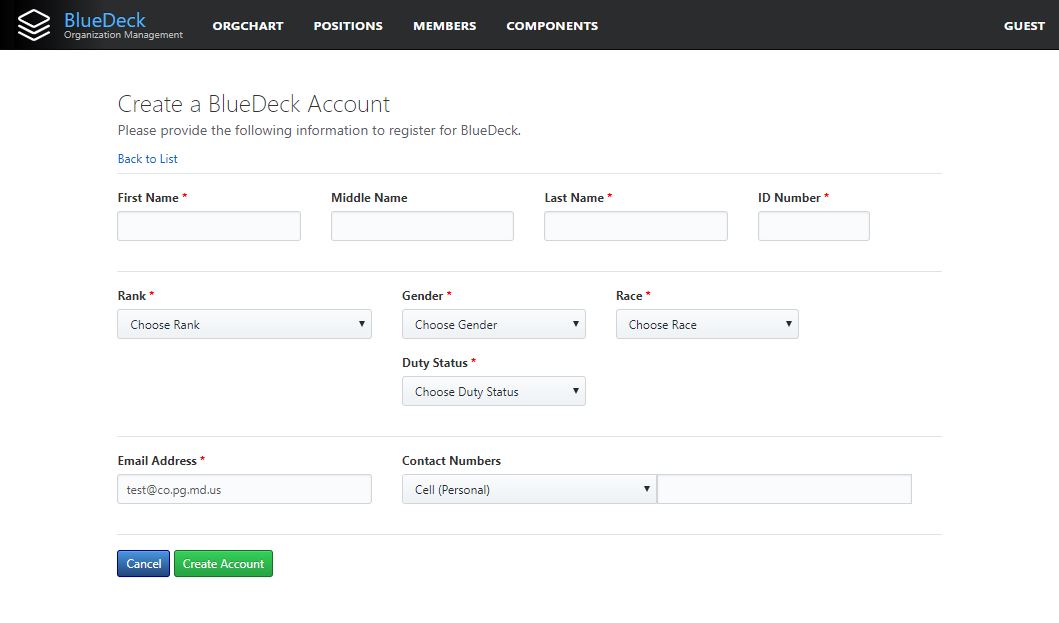 BlueDeck
Organization Management
ORGCHART POSITIONS MEMBERS COMPONENTS GUEST
Create a BlueDeck Account
Please provide the following information to register for BlueDeck.
Back to List
First Name * Middle Name Last Name * ID Number *
Rank * Gender * Race *
Choose Rank Choose Gender Choose Race
Duty Status *
Choose Duty Status
Email Address * Contact Numbers
test@co.pg.md.us Cell (Personal)
Cancel Create Account